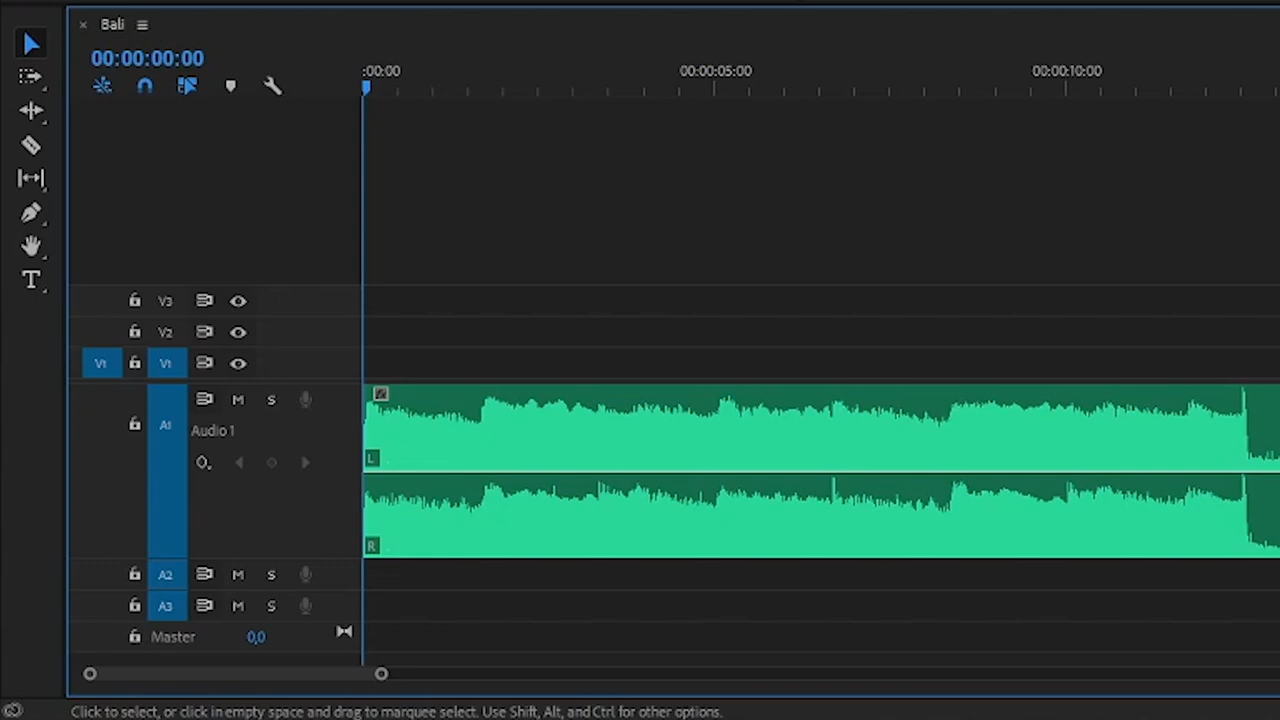 × Bali
00:00:00:00
:00:00 00:00:05:00 00:00:10:00
T
V3
V2
V1 V1
A1 M S
Audio 1
L
R
A2 M S
A3 M S
Master 0,0
Click to select, or click in empty space and drag to marquee select. Use Shift, Alt, and Ctrl for other options.